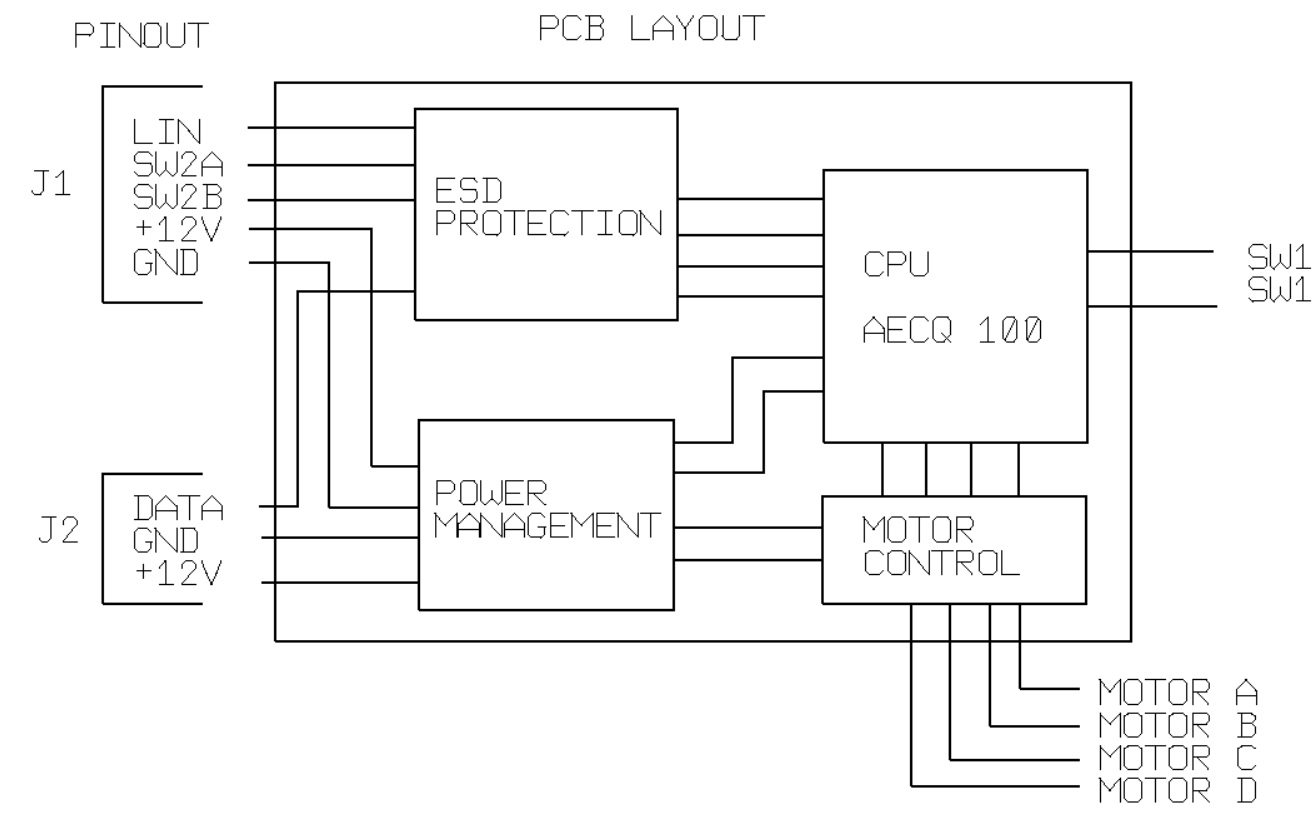 PINOUT
PCB LAYOUT
J1
LIN
SW2A
SW2B
+12V
GND
ESD
PROTECTION
CPU
AECQ 100
SW1
SW1
J2
DATA
GND
+12V
POWER
MANAGEMENT
MOTOR
CONTROL
MOTOR A
MOTOR B
MOTOR C
MOTOR D